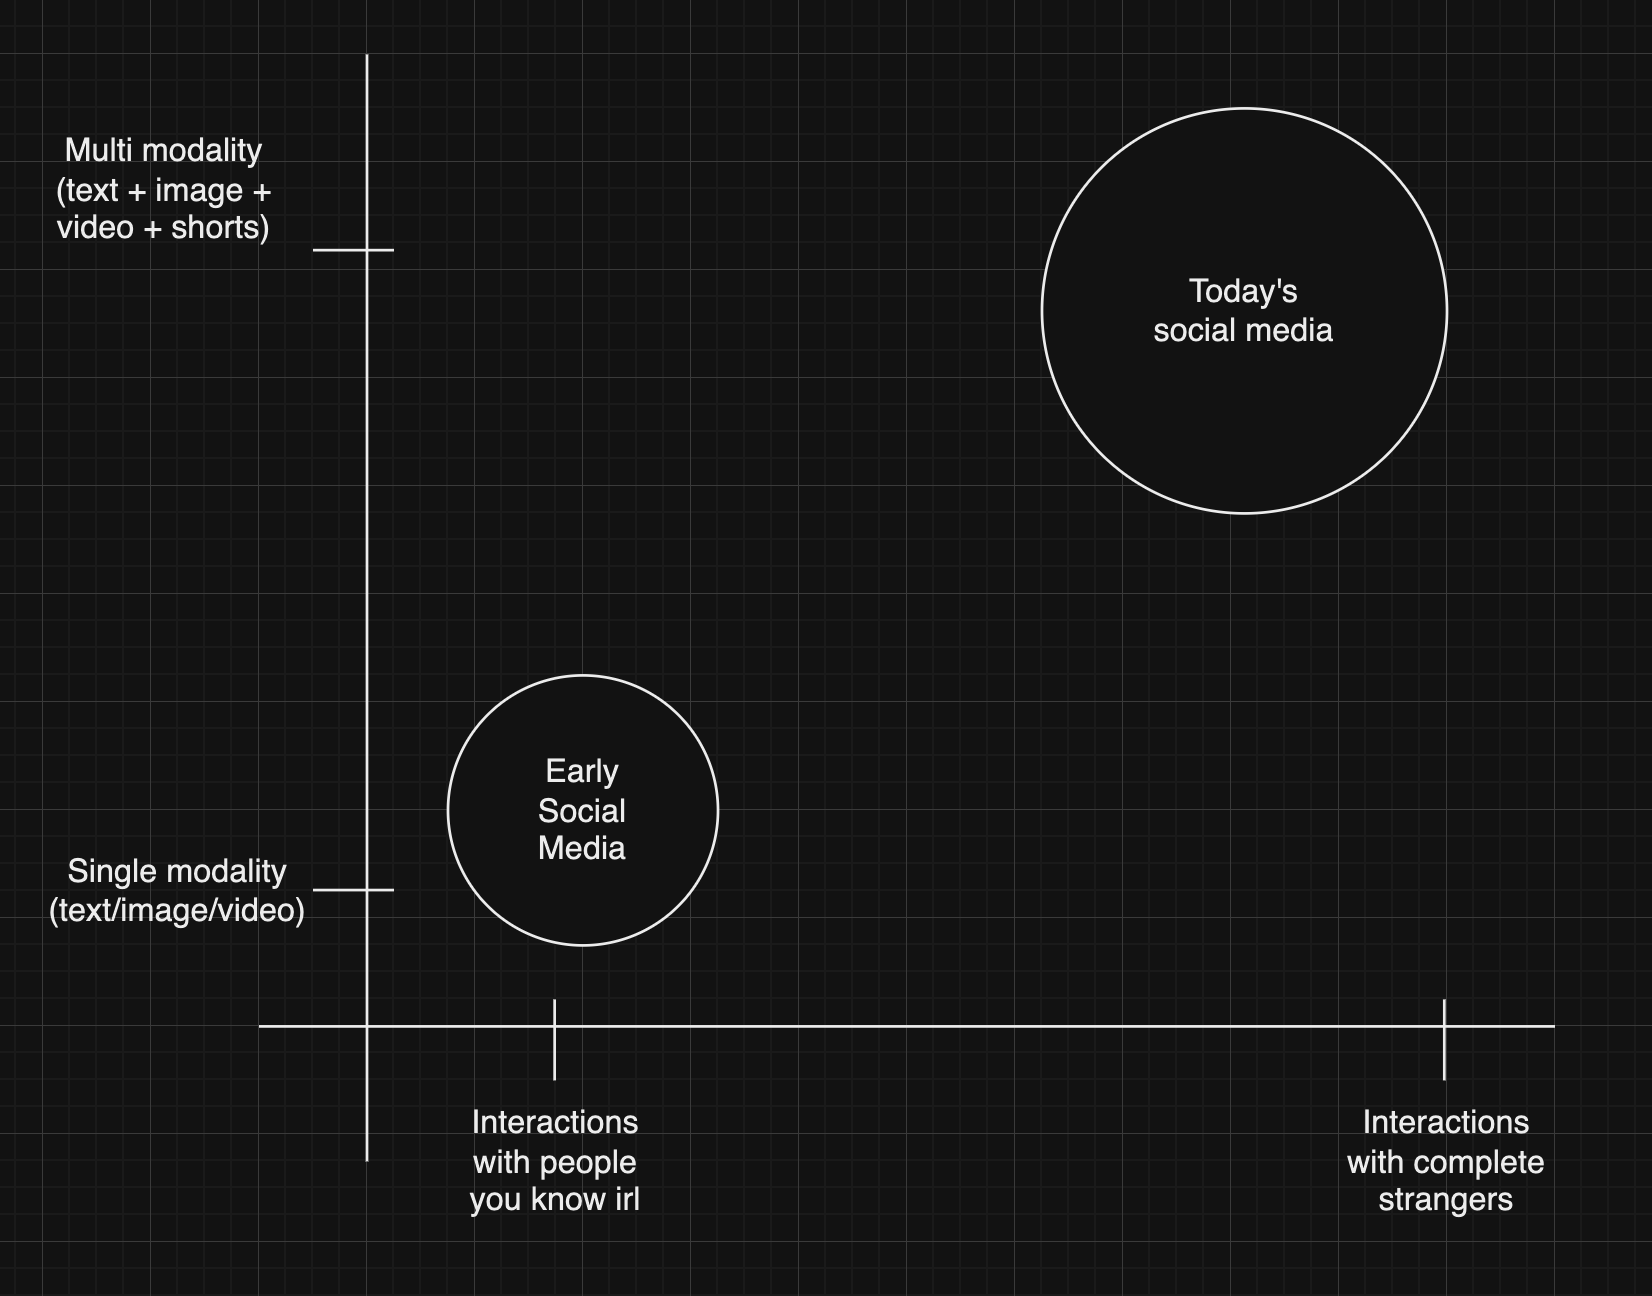 Multi modality
(text + image +
video + shorts)
Today's
social media
Early
Social
Media
Single modality
(text/image/video)
Interactions
with people
you know irl
Interactions
with complete
strangers